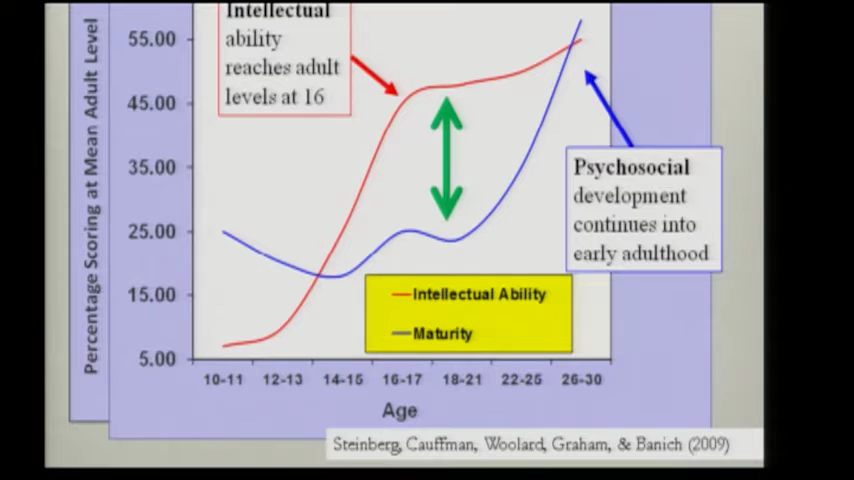 Intellectual
ability
reaches adult
levels at 16
Percentage Scoring at Mean Adult Level
55.00
45.00
35.00
25.00
15.00
5.00
Psychosocial
development
continues into
early adulthood
Intellectual Ability
Maturity
10-11 12-13 14-15 16-17 18-21 22-25 26-30
Age
Steinberg, Cauffman, Woolard, Graham, & Banich (2009)